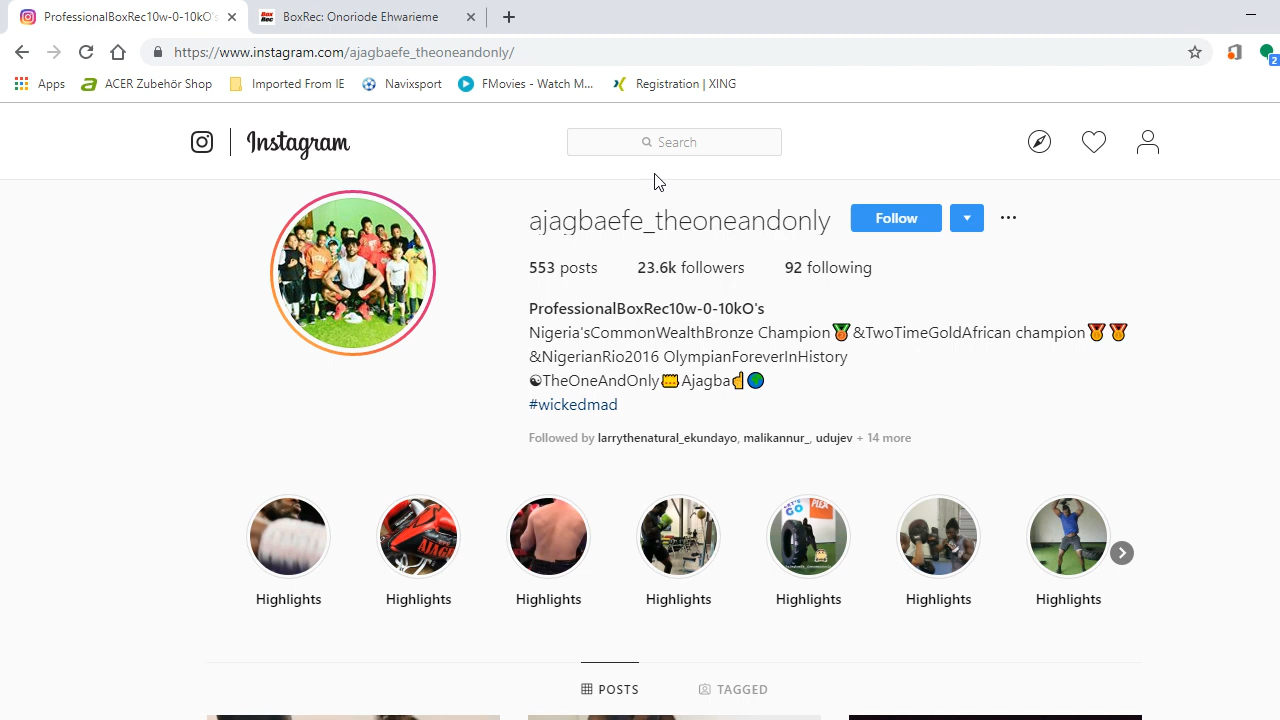 ProfessionalBoxRec10w-0-10kO's
BoxRec: Onoriode Ehwarieme
https://www.instagram.com/ajagbaefe_theoneandonly/
2
Apps
ACER Zubehör Shop
Imported From IE
Navixsport
FMovies - Watch M...
Registration | XING
Instagram
Search
ajagbaefe_theoneandonly
Follow
553 posts
23.6k followers
92 following
ProfessionalBoxRec10w-0-10kO's
Nigeria'sCommonWealthBronze Champion🥉&TwoTimeGoldAfrican champion🏅🏅
&NigerianRio2016 OlympianForeverInHistory
☯TheOneAndOnly👑Ajagba☝🌍
#wickedmad
Followed by larrythenatural_ekundayo, malikannur_, udujev + 14 more
Highlights
Highlights
Highlights
Highlights
Highlights
Highlights
Highlights
POSTS
TAGGED